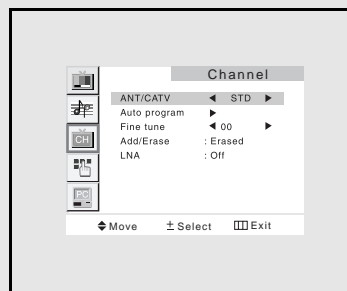 Channel
ANT/CATV ◀ STD ▶
Auto program ▶
Fine tune ◀ 00 ▶
Add/Erase : Erased
LNA : Off
CH
PC
Move ± Select Exit